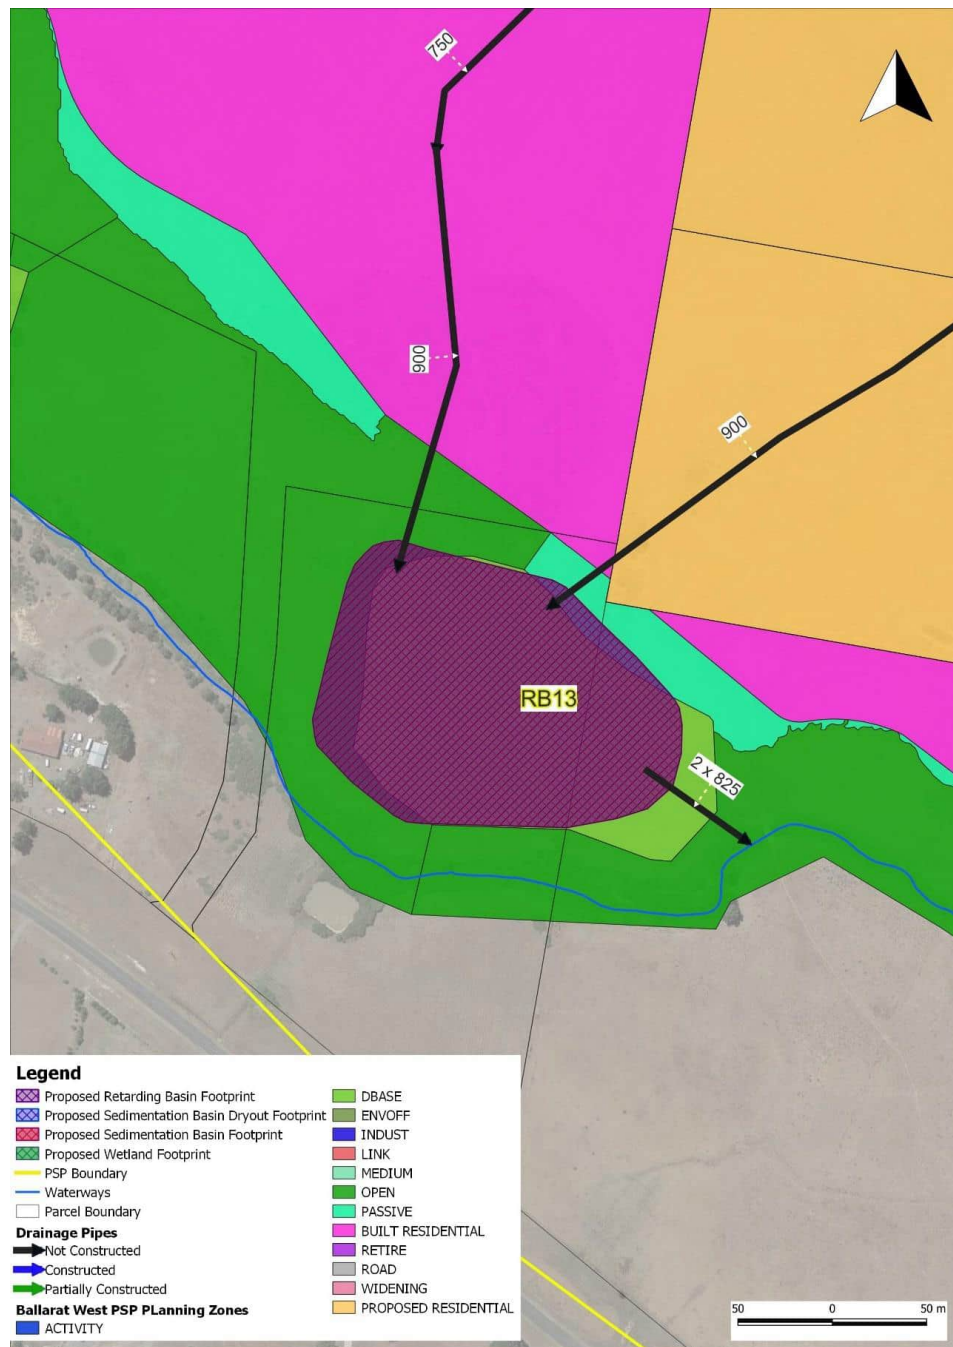 750
900
900
RB13
2 x 825
Legend
Proposed Retarding Basin Footprint
Proposed Sedimentation Basin Dryout Footprint
Proposed Sedimentation Basin Footprint
Proposed Wetland Footprint
PSP Boundary
Waterways
Parcel Boundary
Drainage Pipes
Not Constructed
Constructed
Partially Constructed
Ballarat West PSP PLanning Zones
ACTIVITY
DBASE
ENVOFF
INDUST
LINK
MEDIUM
OPEN
PASSIVE
BUILT RESIDENTIAL
RETIRE
ROAD
WIDENING
PROPOSED RESIDENTIAL
50 0 50 m